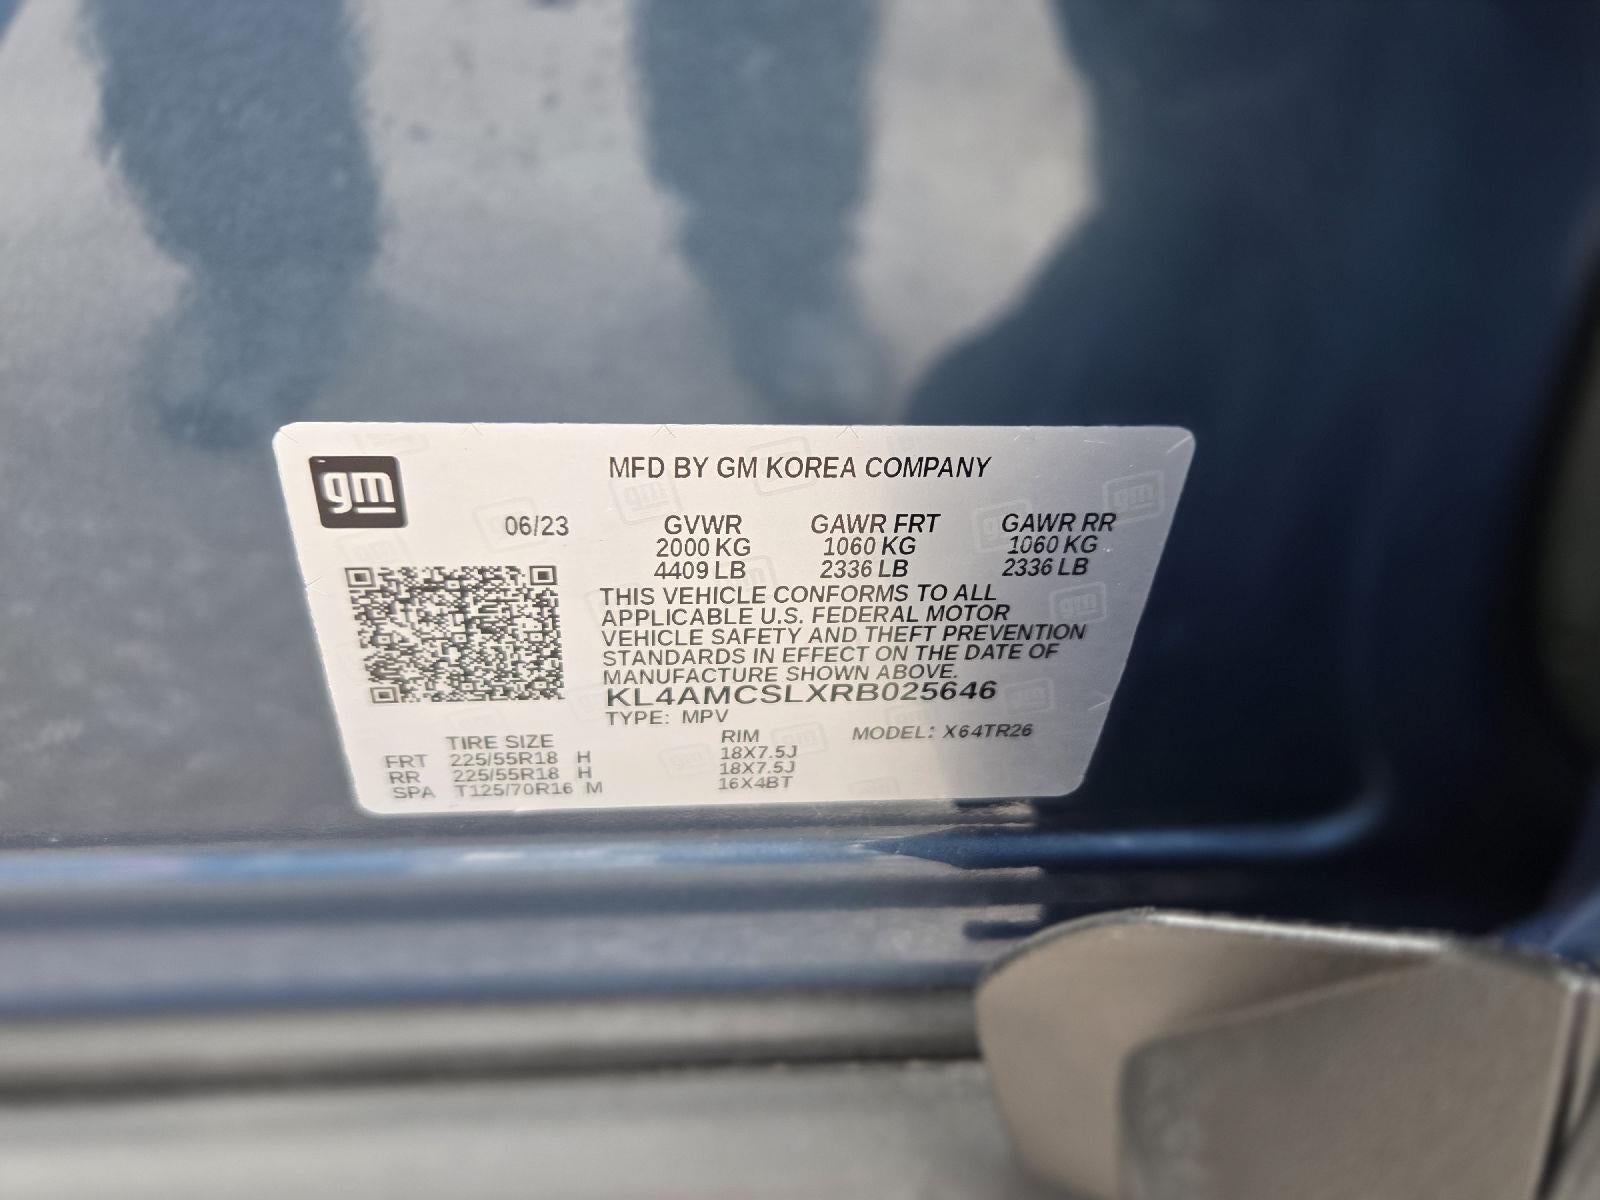 gm
MFD BY GM KOREA COMPANY
06/23 GVWR GAWR FRT GAWR RR
2000 KG 1060 KG 1060 KG
4409 LB 2336 LB 2336 LB
THIS VEHICLE CONFORMS TO ALL
APPLICABLE U.S. FEDERAL MOTOR
VEHICLE SAFETY AND THEFT PREVENTION
STANDARDS IN EFFECT ON THE DATE OF
MANUFACTURE SHOWN ABOVE.
KL4AMCSLXRB025646
TYPE: MPV MODEL: X64TR26
TIRE SIZE RIM
FRT 225/55R18 H 18X7.5J
RR 225/55R18 H 18X7.5J
SPA T125/70R16 M 16X4BT